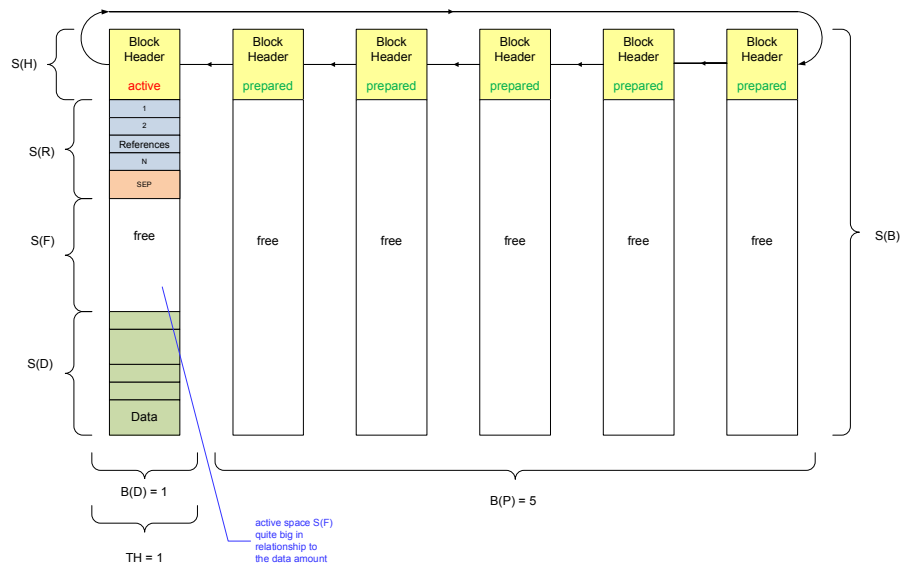 Block
Header
active
Block
Header
prepared
Block
Header
prepared
Block
Header
prepared
Block
Header
prepared
Block
Header
prepared
S(H)
1
2
References
N
SEP
S(R)
free
free
free
free
free
free
S(F)
S(B)
S(D)
Data
B(D) = 1
B(P) = 5
TH = 1
active space S(F)
quite big in
relationship to
the data amount